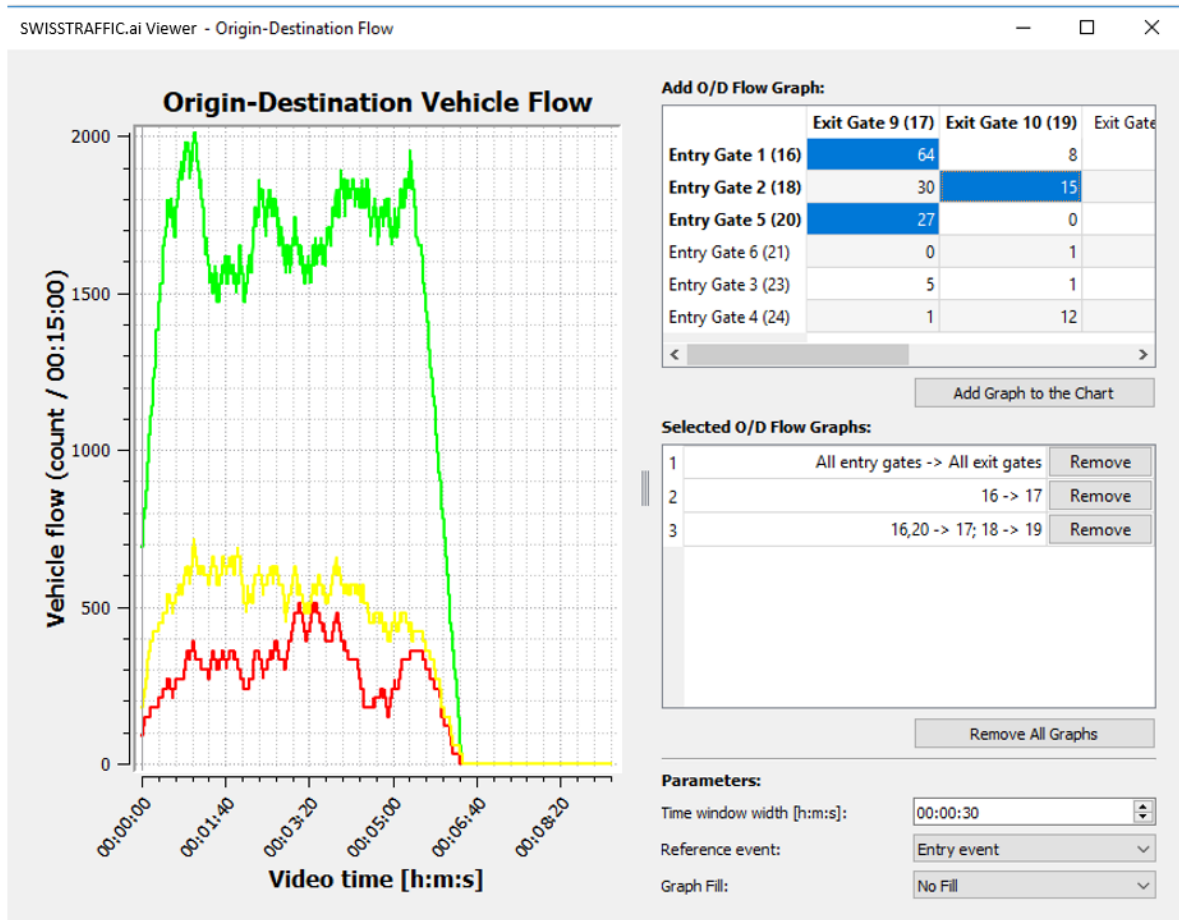 SWISSTRAFFIC.ai Viewer - Origin-Destination Flow
Origin-Destination Vehicle Flow
Vehicle flow (count / 00:15:00)
2000
1500
1000
500
0
00:00:00
00:01:40
00:03:20
00:05:00
00:06:40
00:08:20
Video time [h:m:s]
Add O/D Flow Graph:
Exit Gate 9 (17) Exit Gate 10 (19) Exit Gate
Entry Gate 1 (16) 64 8
Entry Gate 2 (18) 30 15
Entry Gate 5 (20) 27 0
Entry Gate 6 (21) 0 1
Entry Gate 3 (23) 5 1
Entry Gate 4 (24) 1 12
Add Graph to the Chart
Selected O/D Flow Graphs:
1 All entry gates -> All exit gates Remove
2 16 -> 17 Remove
3 16,20 -> 17; 18 -> 19 Remove
Remove All Graphs
Parameters:
Time window width [h:m:s]: 00:00:30
Reference event: Entry event
Graph Fill: No Fill